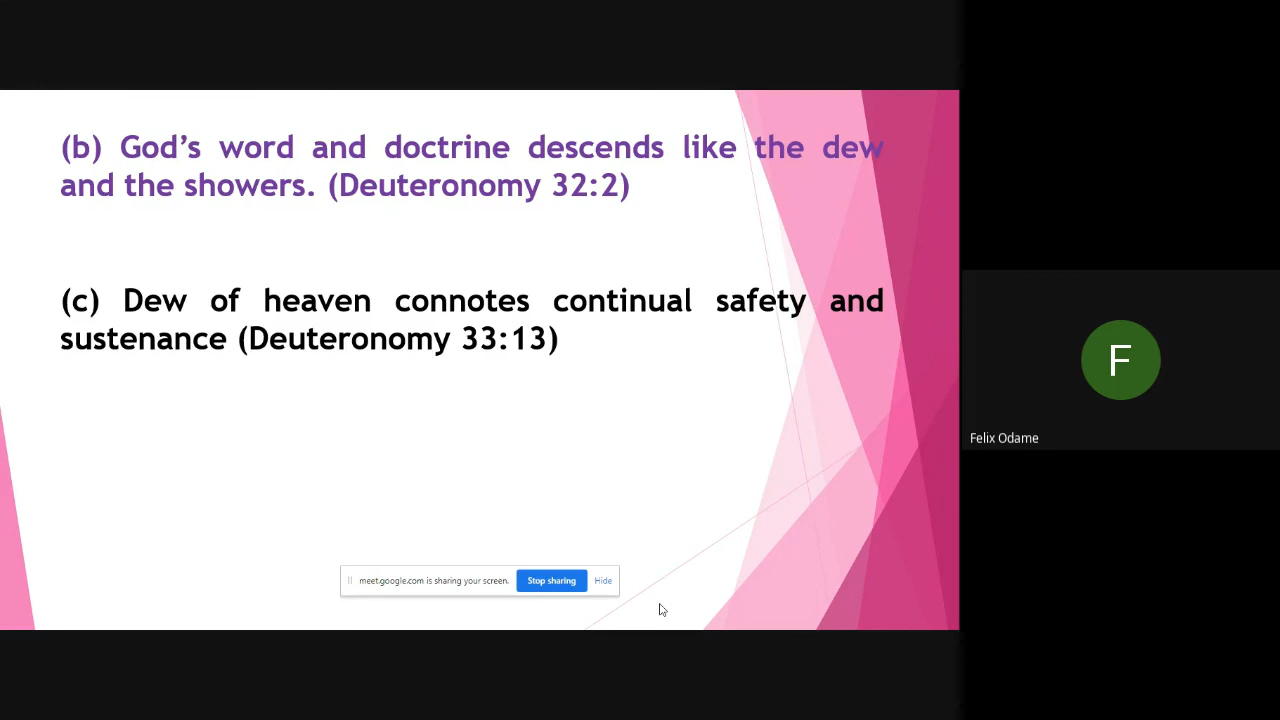 (b) God’s word and doctrine descends like the dew
and the showers. (Deuteronomy 32:2)
(c) Dew of heaven connotes continual safety and
sustenance (Deuteronomy 33:13)
meet.google.com is sharing your screen. Stop sharing Hide
F
Felix Odame